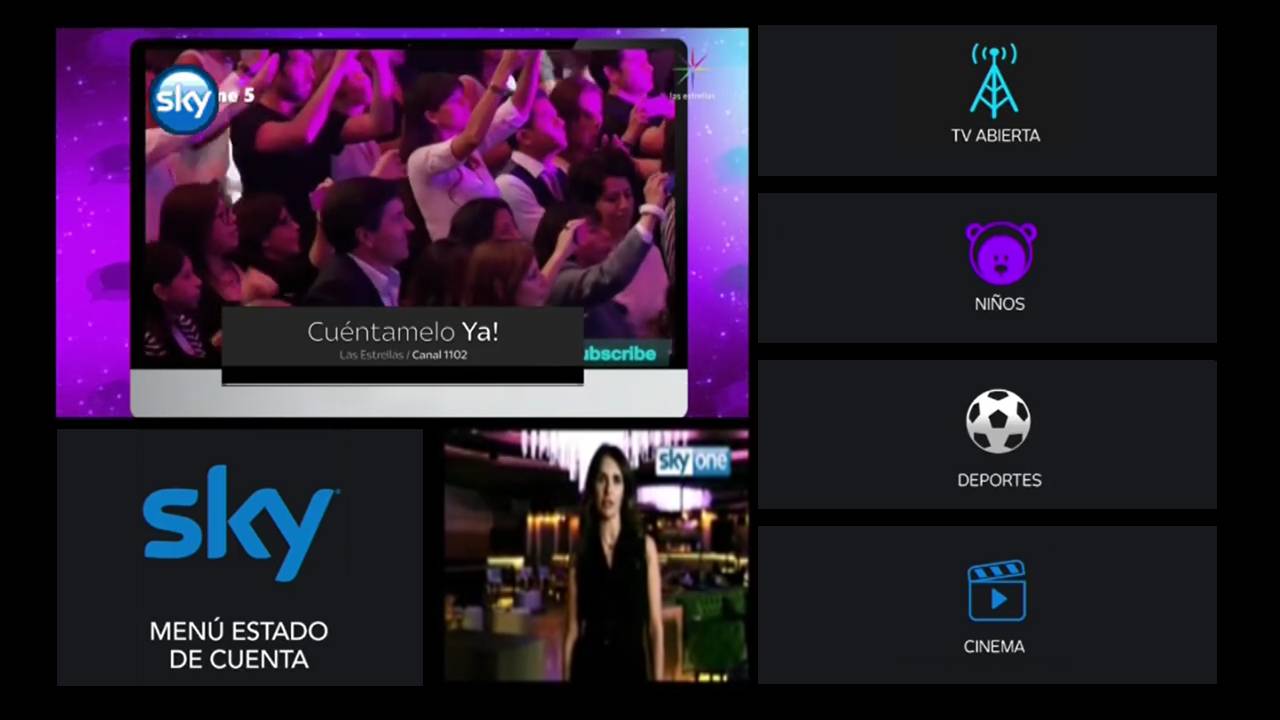 sky
ne 5
las estrellas
Cuéntamelo Ya!
Las Estrellas / Canal 1102
ubscribe
sky
MENÚ ESTADO
DE CUENTA
sky one
TV ABIERTA
NIÑOS
DEPORTES
CINEMA